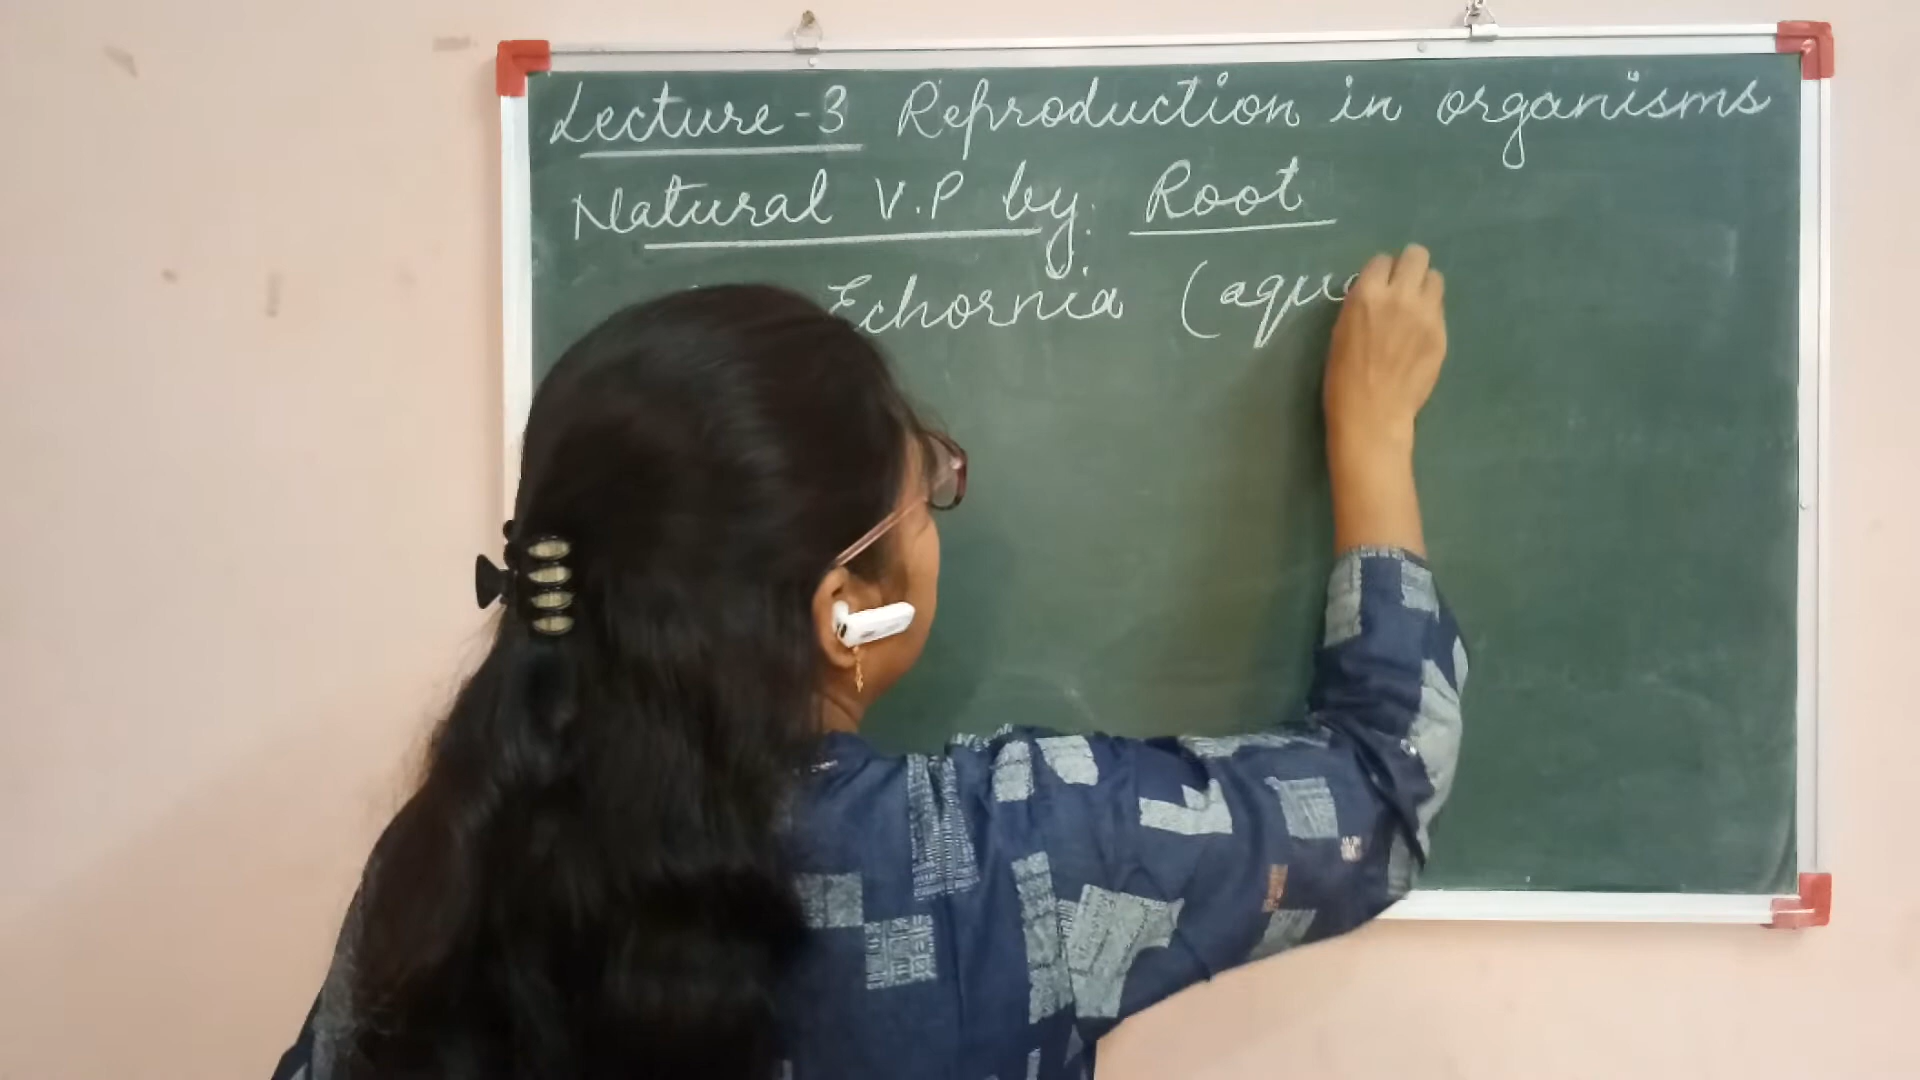 Lecture-3 Reproduction in organisms
Natural V.P by. Root
Echornia (aqu